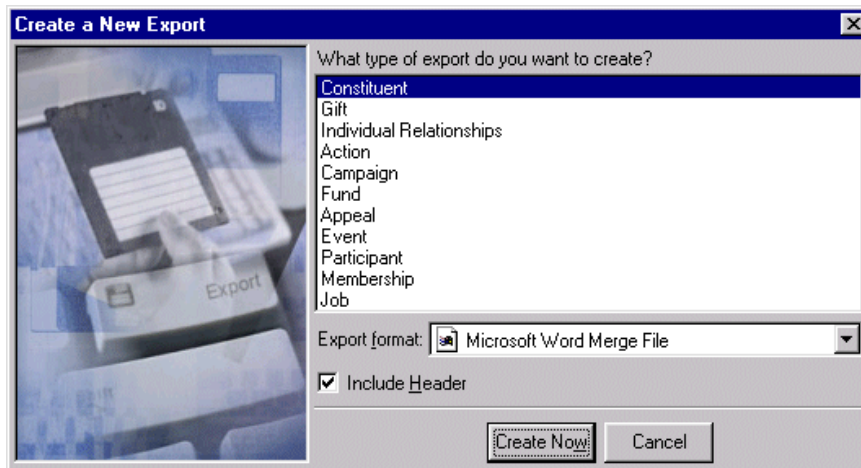 Create a New Export
What type of export do you want to create?
Constituent
Gift
Individual Relationships
Action
Campaign
Fund
Appeal
Event
Participant
Membership
Job
Export
Export format: Microsoft Word Merge File
Include Header
Create Now Cancel